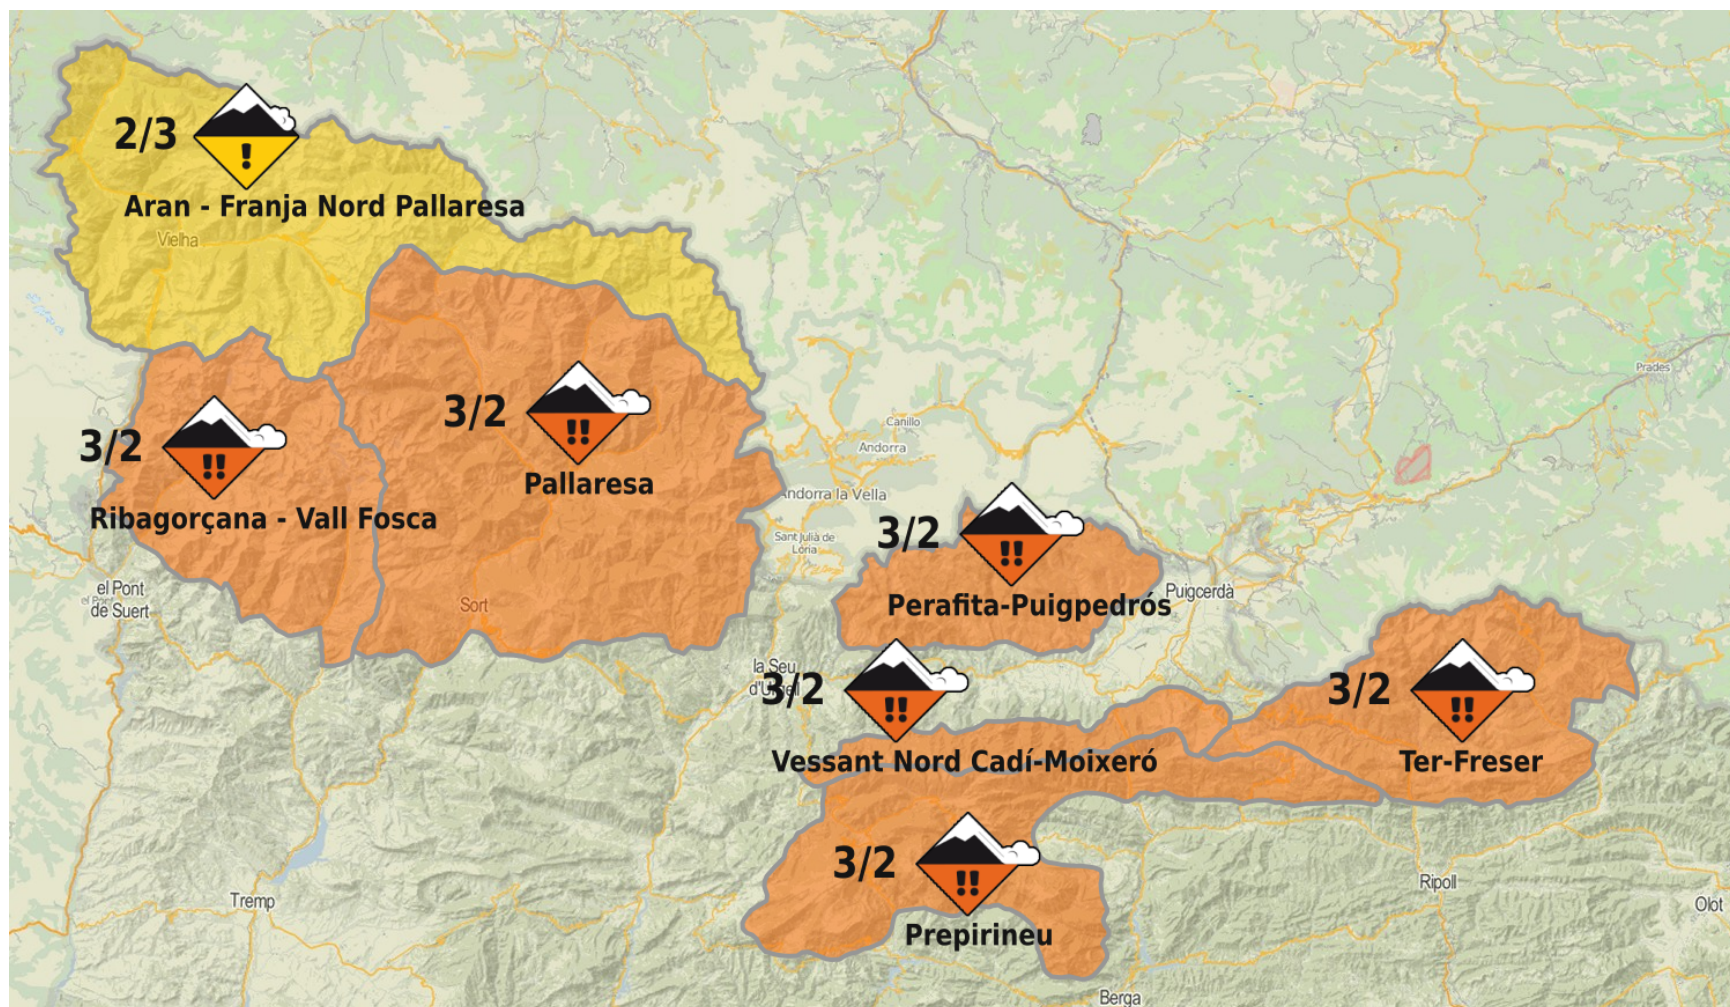 2/3
!
Aran - Franja Nord Pallaresa
Vielha
Prades
3/2
!!
Pallaresa
3/2
!!
Ribagorçana - Vall Fosca
Canillo
Andorra
Andorra la Vella
Sant Julià de
Lòria
3/2
!!
Perafita-Puigpedrós
Puigcerdà
el Pont
de Suert
Sort
la Seu
d'Urgell
3/2
!!
Vessant Nord Cadí-Moixeró
3/2
!!
Ter-Freser
3/2
!!
Prepirineu
Tremp
Ripoll
Olot
Berga